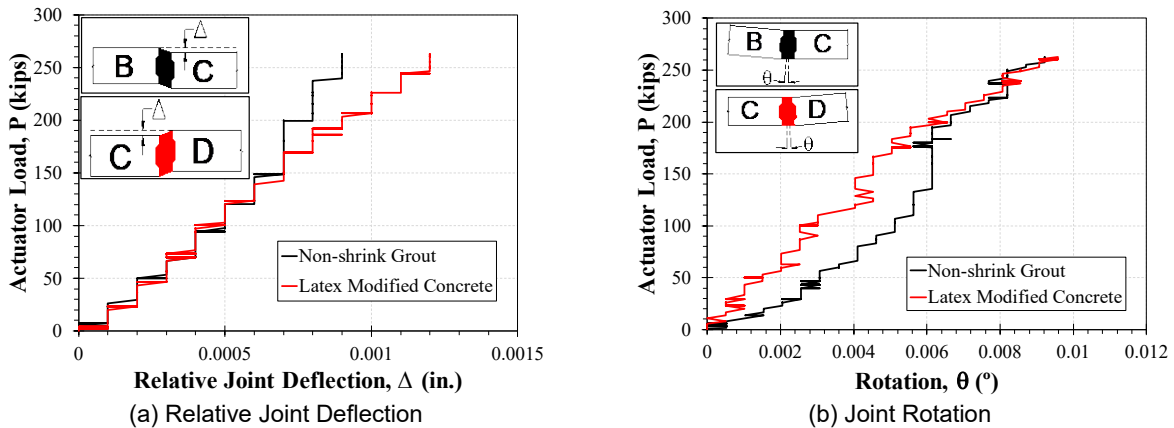 300
250
200
150
100
50
0
Actuator Load, P (kips)
Δ
B C
Δ
C D
Non-shrink Grout
Latex Modified Concrete
0 0.0005 0.001 0.0015
Relative Joint Deflection, Δ (in.)
(a) Relative Joint Deflection
300
250
200
150
100
50
0
Actuator Load, P (kips)
B C
θ
C D
θ
Non-shrink Grout
Latex Modified Concrete
0 0.002 0.004 0.006 0.008 0.01 0.012
Rotation, θ (º)
(b) Joint Rotation